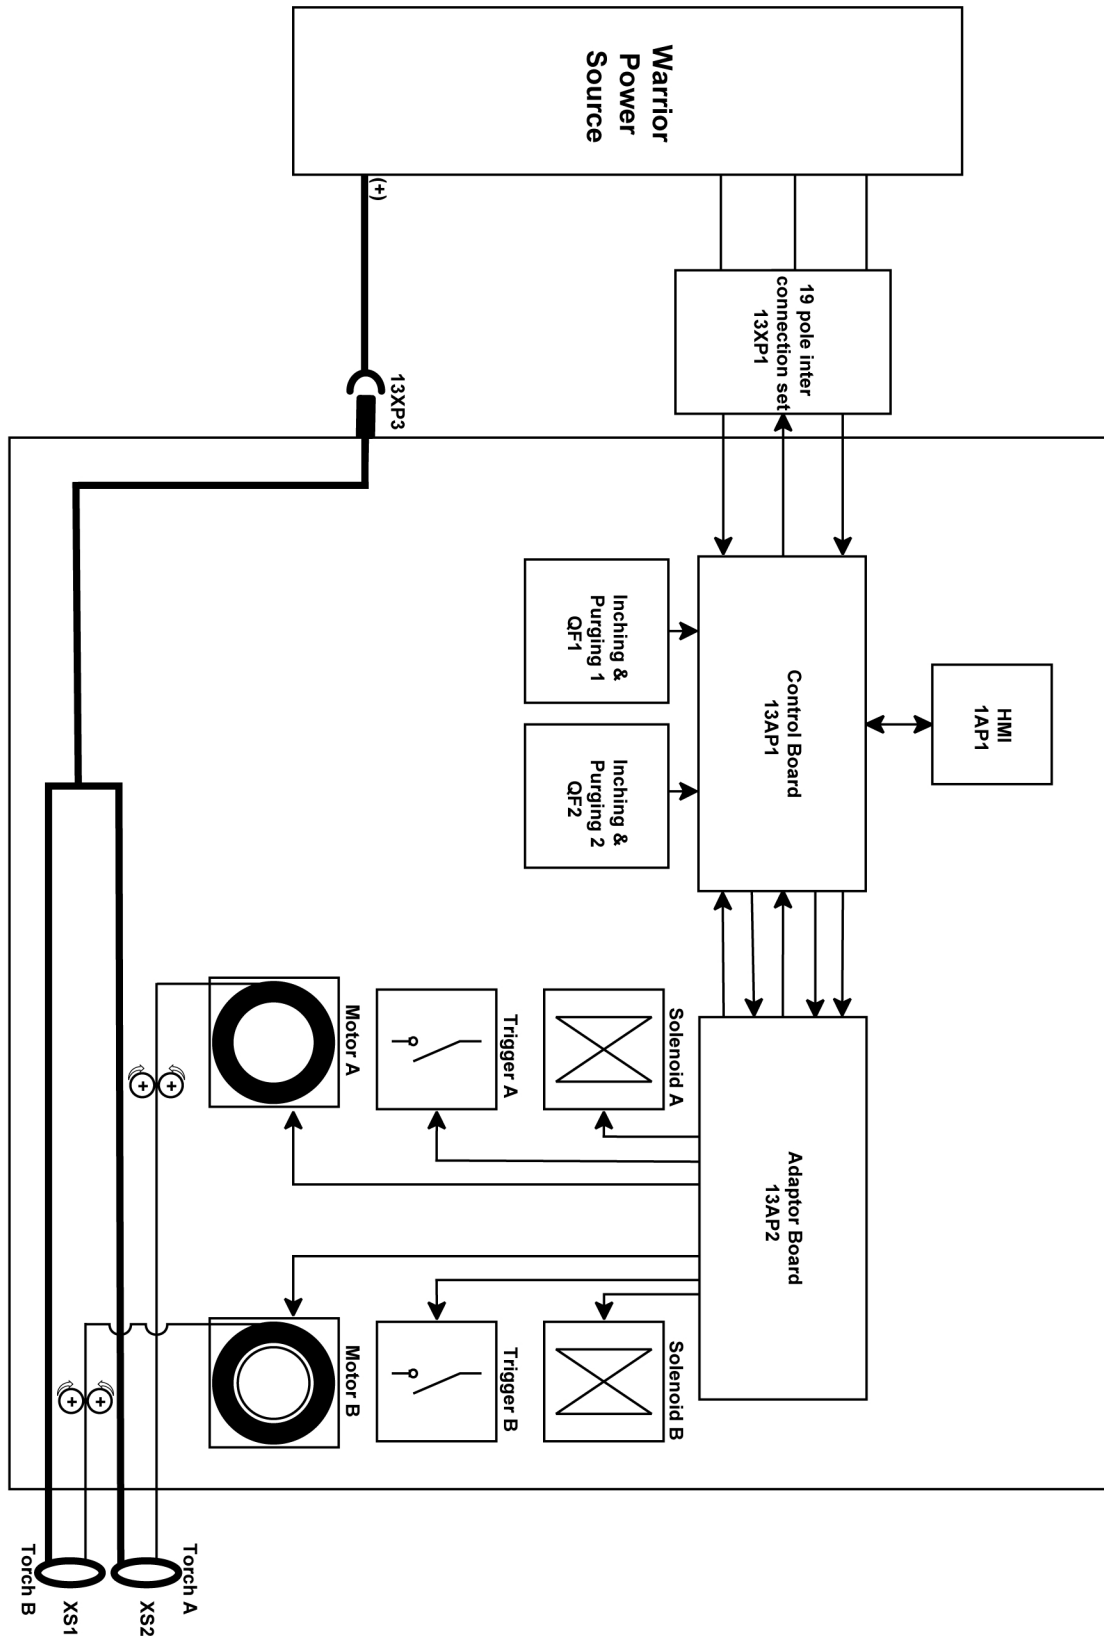 Warrior
Power
Source
(+)
13XP3
19 pole inter
connection set
13XP1
HMI
1AP1
Control Board
13AP1
Inching &
Purging 1
QF1
Inching &
Purging 2
QF2
Adaptor Board
13AP2
Solenoid A
Trigger A
Motor A
Solenoid B
Trigger B
Motor B
+
+
+
+
Torch A
XS2
XS1
Torch B